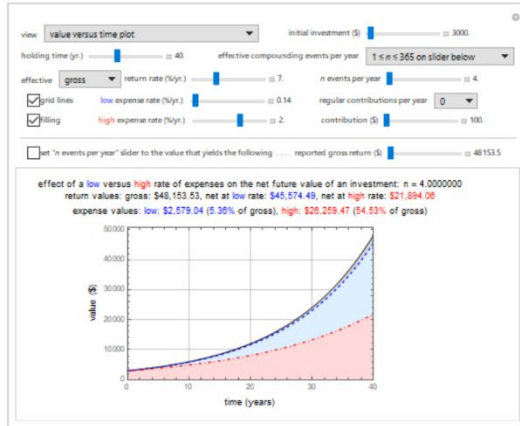 view value versus time plot initial investment ($) 3000.
holding time (yr.) 40. effective compounding events per year 1 ≤ n ≤ 365 on slider below
effective gross return rate (%/yr.) 7. n events per year 4.
grid lines low expense rate (%/yr.) 0.14 regular contributions per year 0
filling high expense rate (%/yr.) 2. contribution ($) 100.
set "n events per year" slider to the value that yields the following .... reported gross return ($) 48153.5
effect of a low versus high rate of expenses on the net future value of an investment: n = 4.0000000
return values: gross: $48,153.53, net at low rate: $45,574.49, net at high rate: $21,894.06
expense values: low: $2,579.04 (5.36% of gross), high: $26,259.47 (54.53% of gross)
50000
40000
30000
20000
10000
0
value ($)
0 10 20 30 40
time (years)